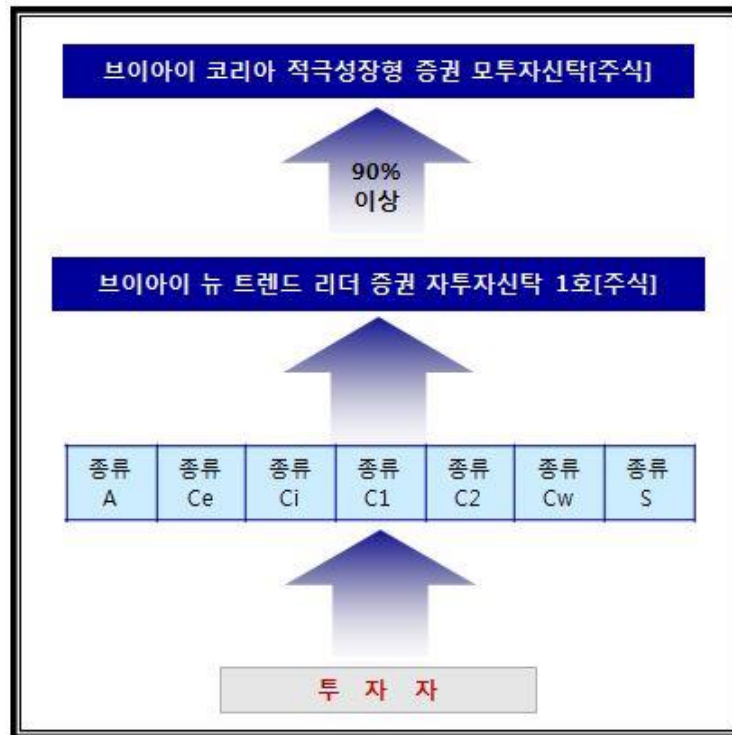 브이아이 코리아 적극성장형 증권 모투자신탁[주식]
90%
이상
브이아이 뉴 트렌드 리더 증권 자투자신탁 1호[주식]
종류 종류 종류 종류 종류 종류 종류
A Ce Ci C1 C2 Cw S
투 자 자